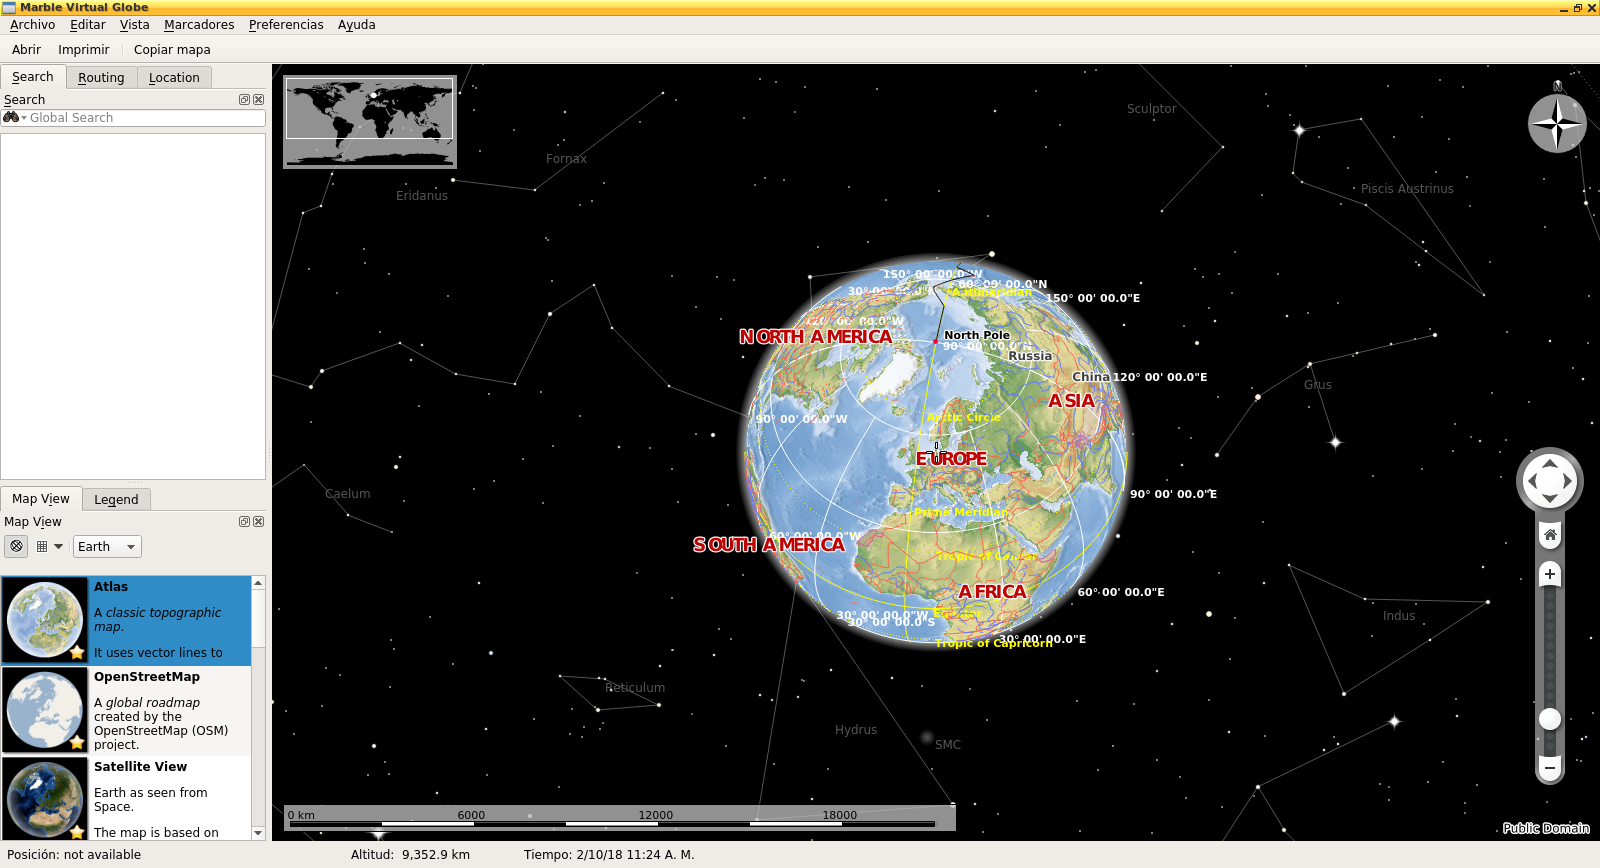 Marble Virtual Globe
Archivo Editar Vista Marcadores Preferencias Ayuda
Abrir Imprimir Copiar mapa
Search Routing Location
Search
Global Search
Map View Legend
Map View
Earth
Atlas
A classic topographic
map.
It uses vector lines to
OpenStreetMap
A global roadmap
created by the
OpenStreetMap (OSM)
project.
Satellite View
Earth as seen from
Space.
The map is based on
N
Sculptor
Fornax
Eridanus
Piscis Austrinus
150° 00' 00.0"W
60° 00' 00.0"N
150° 00' 00.0"E
NORTH AMERICA
North Pole
Russia
China
120° 00' 00.0"E
Grus
ASIA
90° 00' 00.0"W
Arctic Circle
EUROPE
Caelum
90° 00' 00.0"E
Prime Meridian
SOUTH AMERICA
AFRICA
60° 00' 00.0"E
30° 00' 00.0"W
30° 00' 00.0"S
Indus
30° 00' 00.0"E
Tropic of Capricorn
Reticulum
Hydrus
SMC
0 km 6000 12000 18000
Public Domain
Posición: not available Altitud: 9,352.9 km Tiempo: 2/10/18 11:24 A. M.